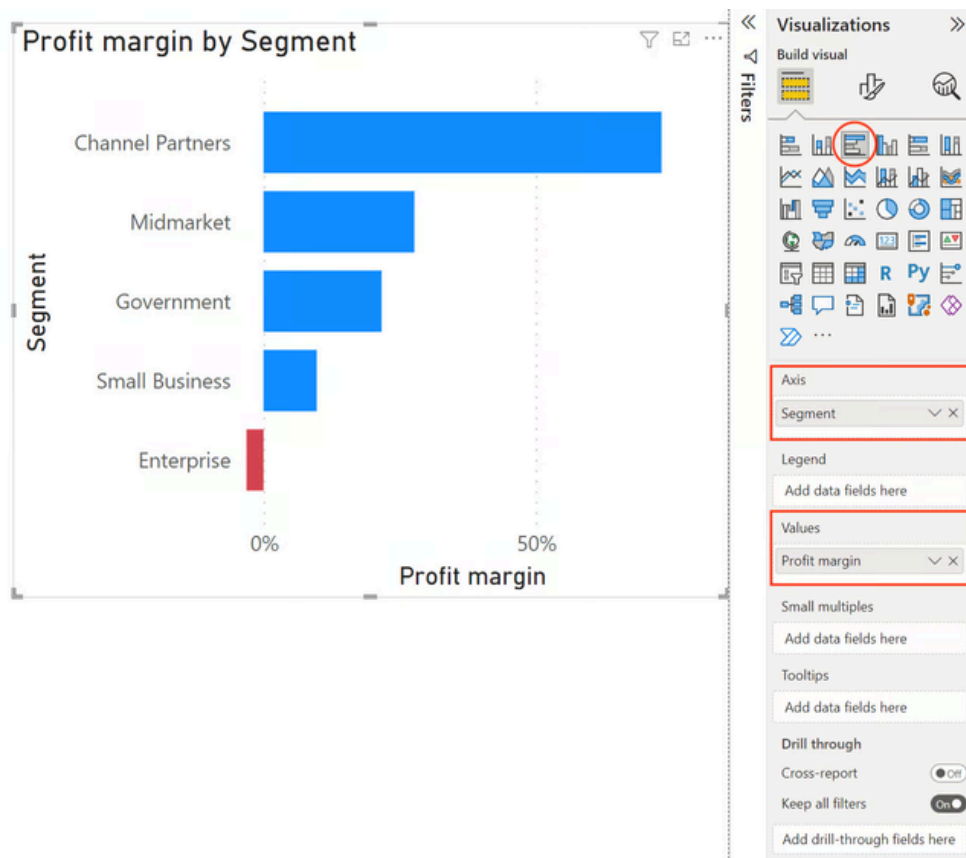 Profit margin by Segment
Channel Partners
Midmarket
Government
Small Business
Enterprise
Segment
0%
50%
Profit margin
Filters
Visualizations
Build visual
123
R
Py
Axis
Segment
Legend
Add data fields here
Values
Profit margin
Small multiples
Add data fields here
Tooltips
Add data fields here
Drill through
Cross-report
Off
Keep all filters
On
Add drill-through fields here